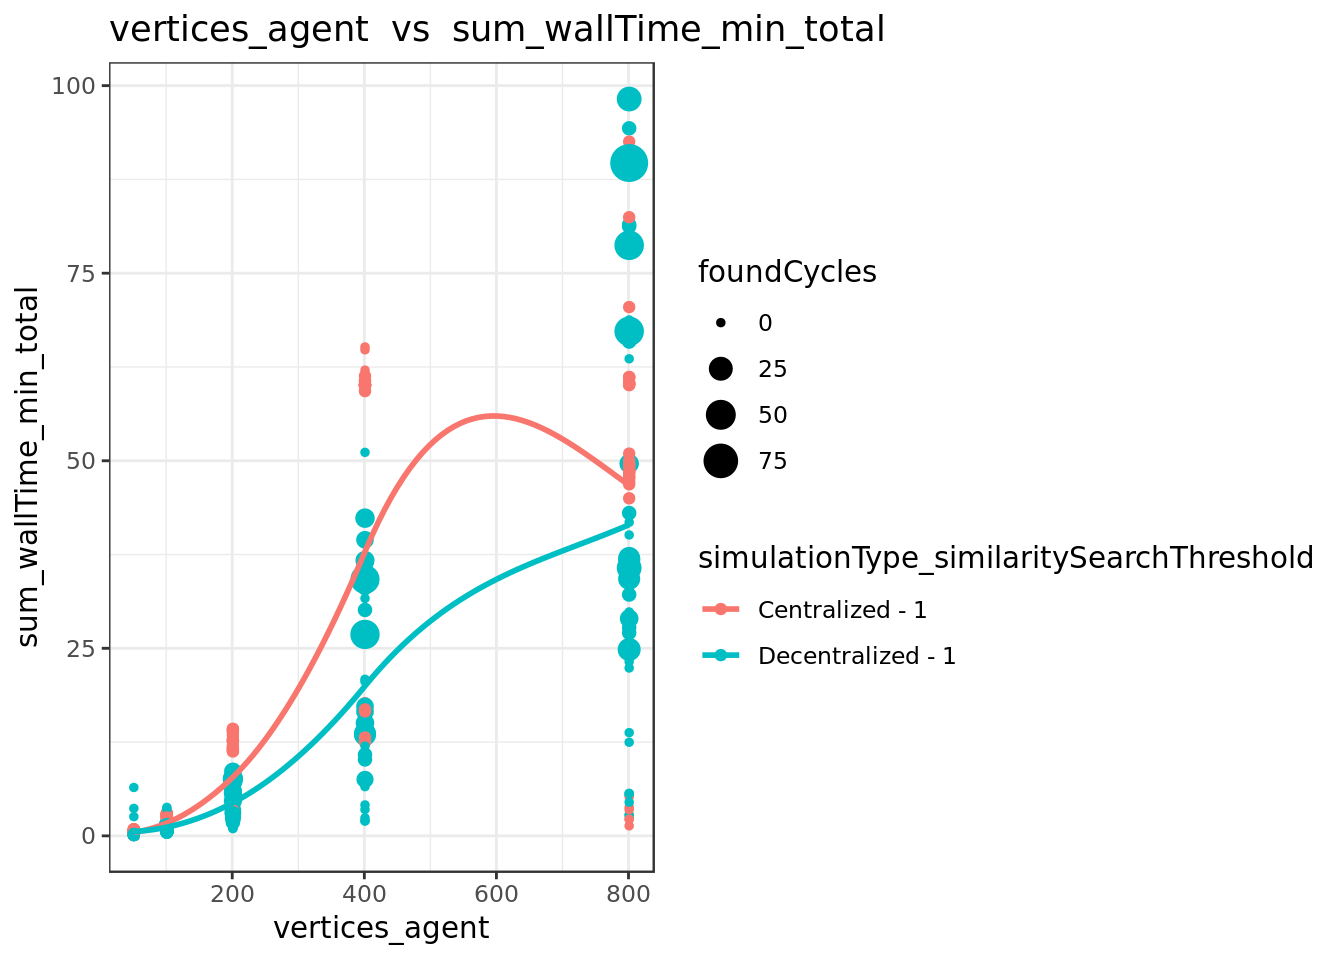 vertices_agent  vs  sum_wallTime_min_total
sum_wallTime_min_total
100
75
50
25
0
200 400 600 800
vertices_agent
foundCycles
0
25
50
75
simulationType_similaritySearchThreshold
Centralized - 1
Decentralized - 1